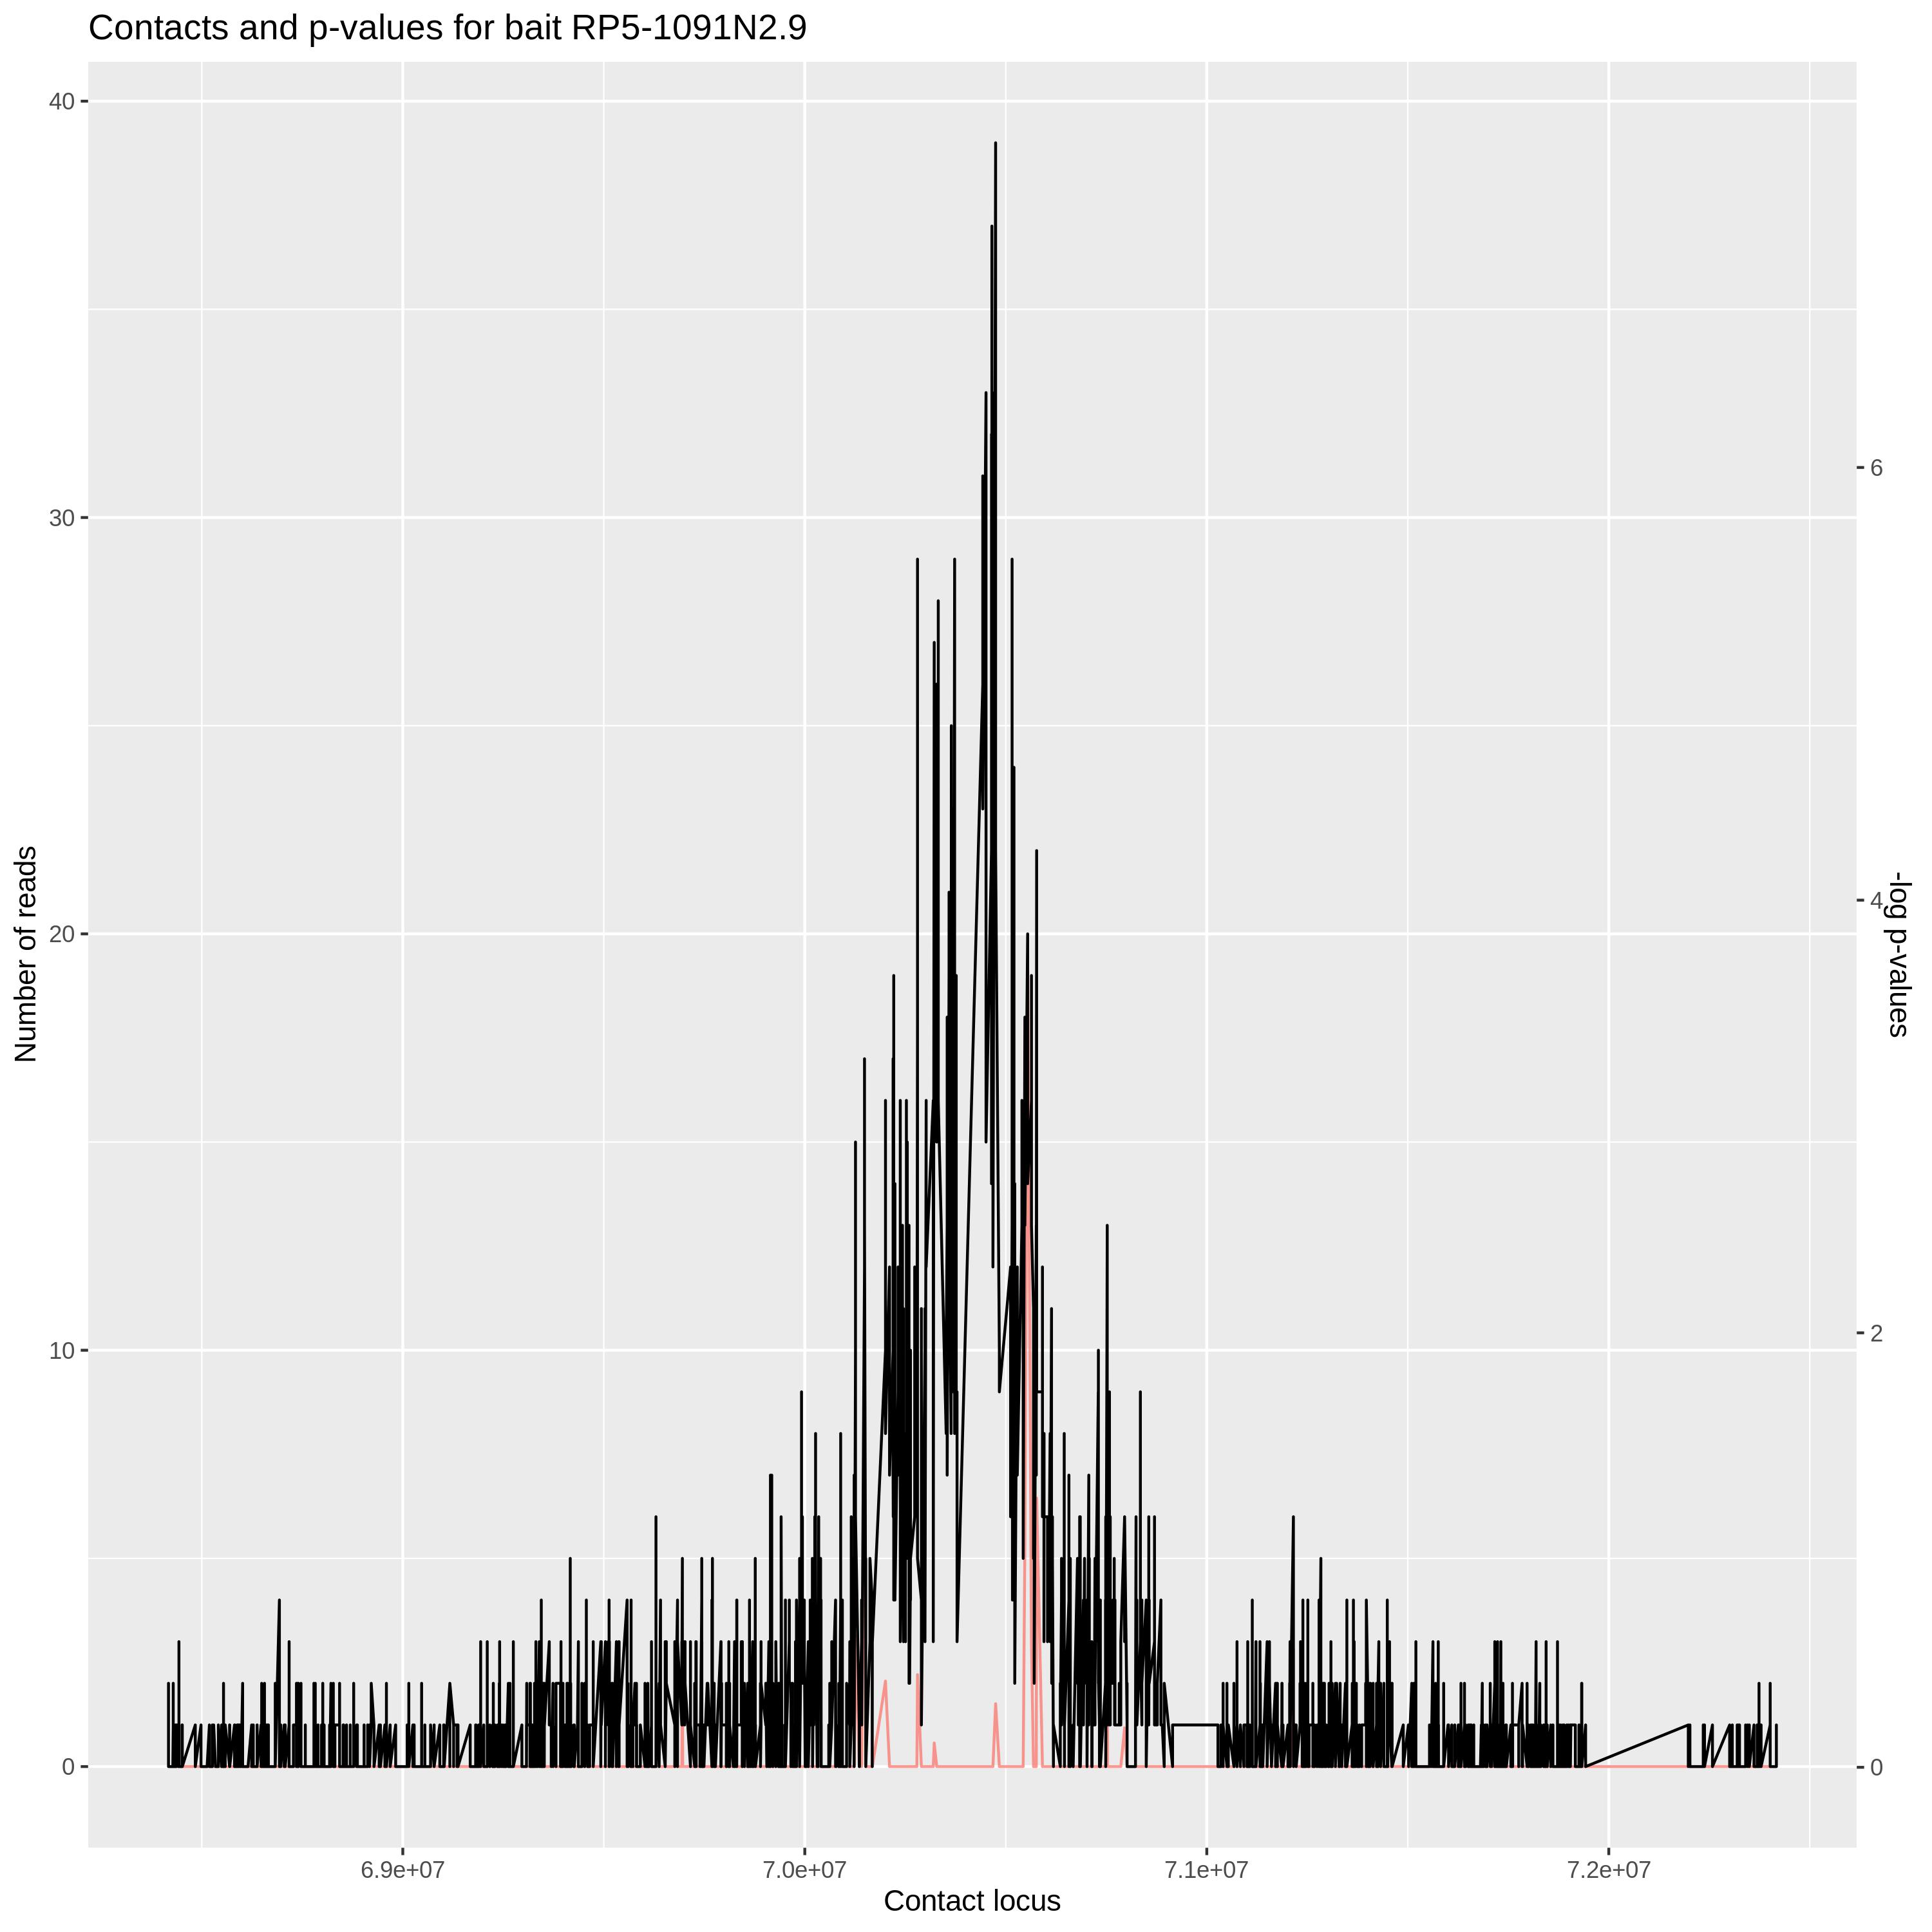 Contacts and p-values for bait RP5-1091N2.9
Number of reads
40
30
20
10
0
6
4
2
0
-log p-values
6.9e+07 7.0e+07 7.1e+07 7.2e+07
Contact locus